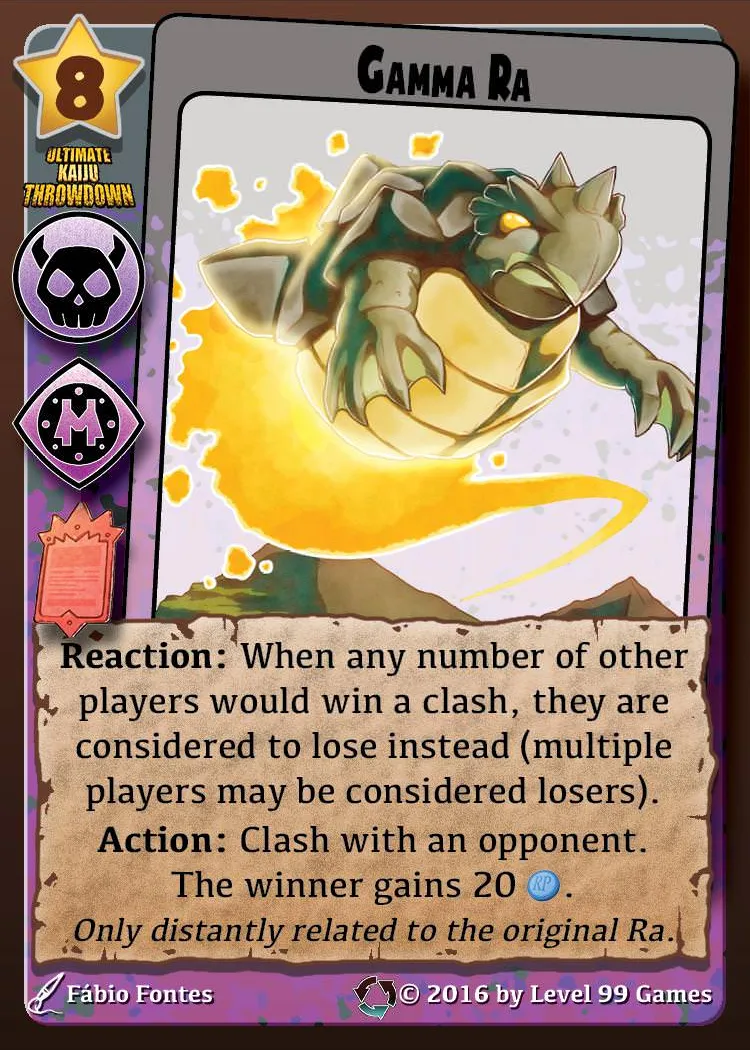 8
GAMMA RA
ULTIMATE
KAIJU
THROWDOWN
M
Reaction: When any number of other
players would win a clash, they are
considered to lose instead (multiple
players may be considered losers).
Action: Clash with an opponent.
The winner gains 20 RP.
Only distantly related to the original Ra.
Fábio Fontes
© 2016 by Level 99 Games